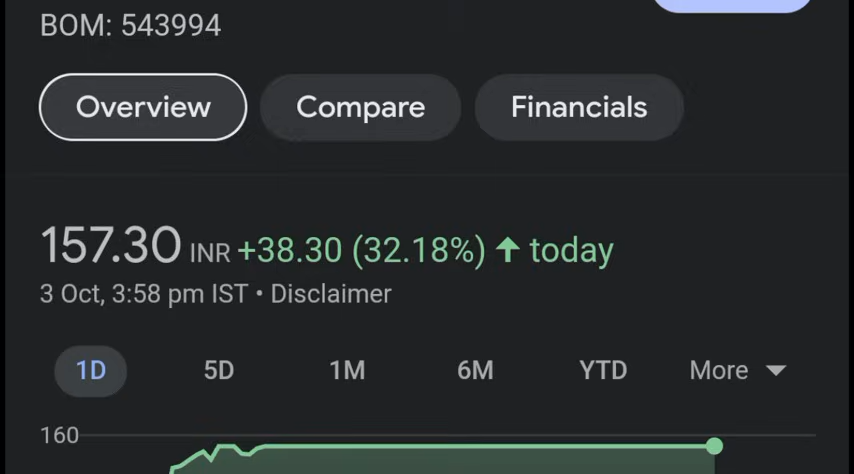 BOM: 543994
Overview Compare Financials
157.30 INR +38.30 (32.18%) ↑ today
3 Oct, 3:58 pm IST • Disclaimer
1D 5D 1M 6M YTD More
160